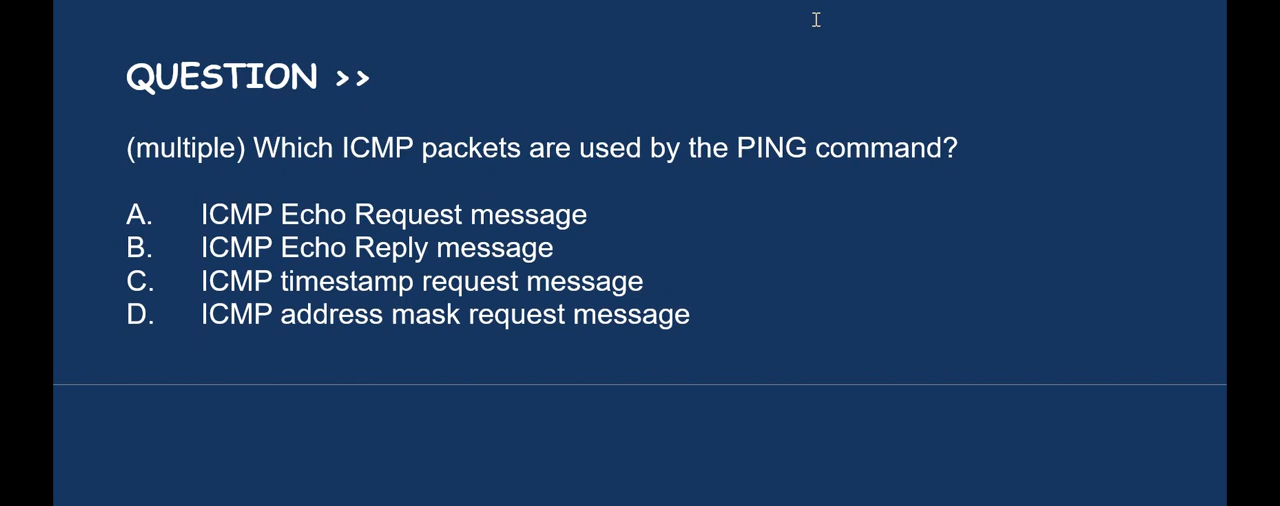 QUESTION >>
(multiple) Which ICMP packets are used by the PING command?
A. ICMP Echo Request message
B. ICMP Echo Reply message
C. ICMP timestamp request message
D. ICMP address mask request message